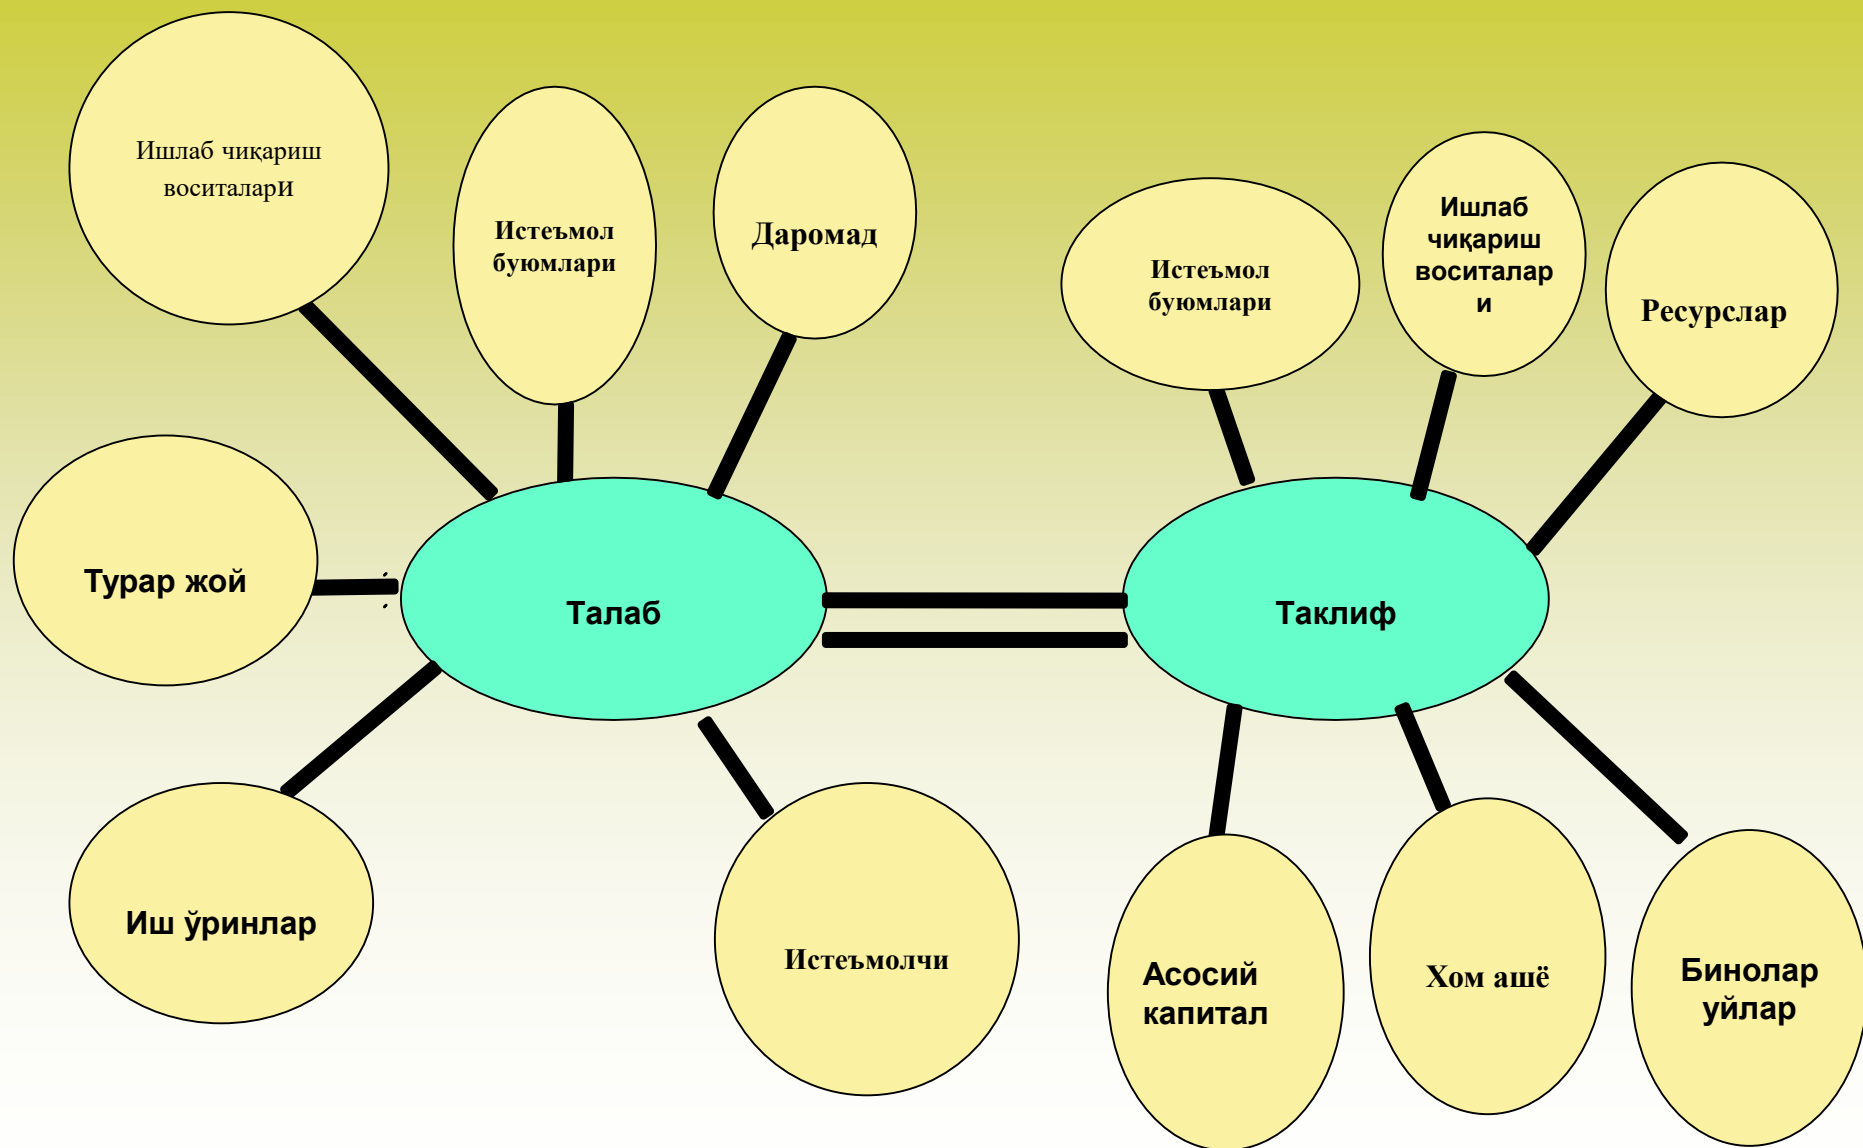 Ишлаб чиқариш
воситалари
Истеъмол
буюмлари
Даромад
Истеъмол
буюмлари
Ишлаб
чиқариш
воситалар
и
Ресурслар
Турар жой
Талаб
Таклиф
Иш ўринлар
Истеъмолчи
Асосий
капитал
Хом ашё
Бинолар
уйлар